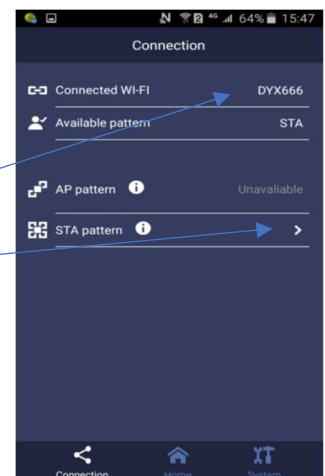 4G 64% 15:47
Connection
Connected WI-FI DYX666
Available pattern STA
AP pattern Unavaliable
STA pattern
Connection Home System